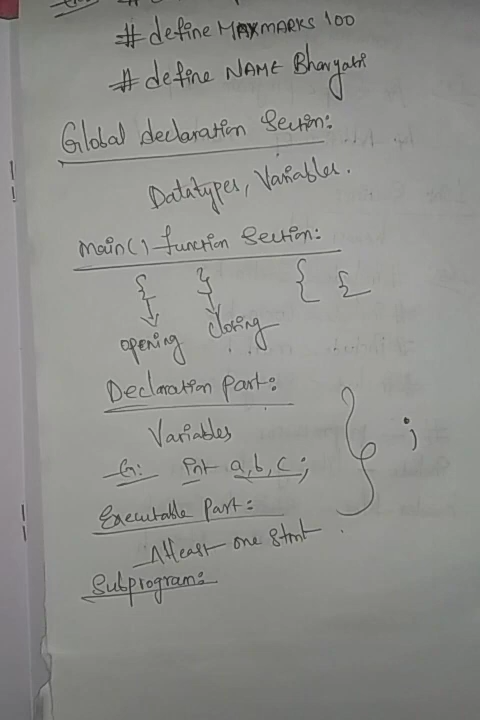 # define MAXMARKS 100
# define NAME Bhargavi
Global declaration Section:
Datatypes, Variables.
main() function Section:
{ } { {
opening closing
Declaration part:
Variables
Ex: int a, b, c ;
Executable Part:
;
Atleast one stmt.
Subprogram: